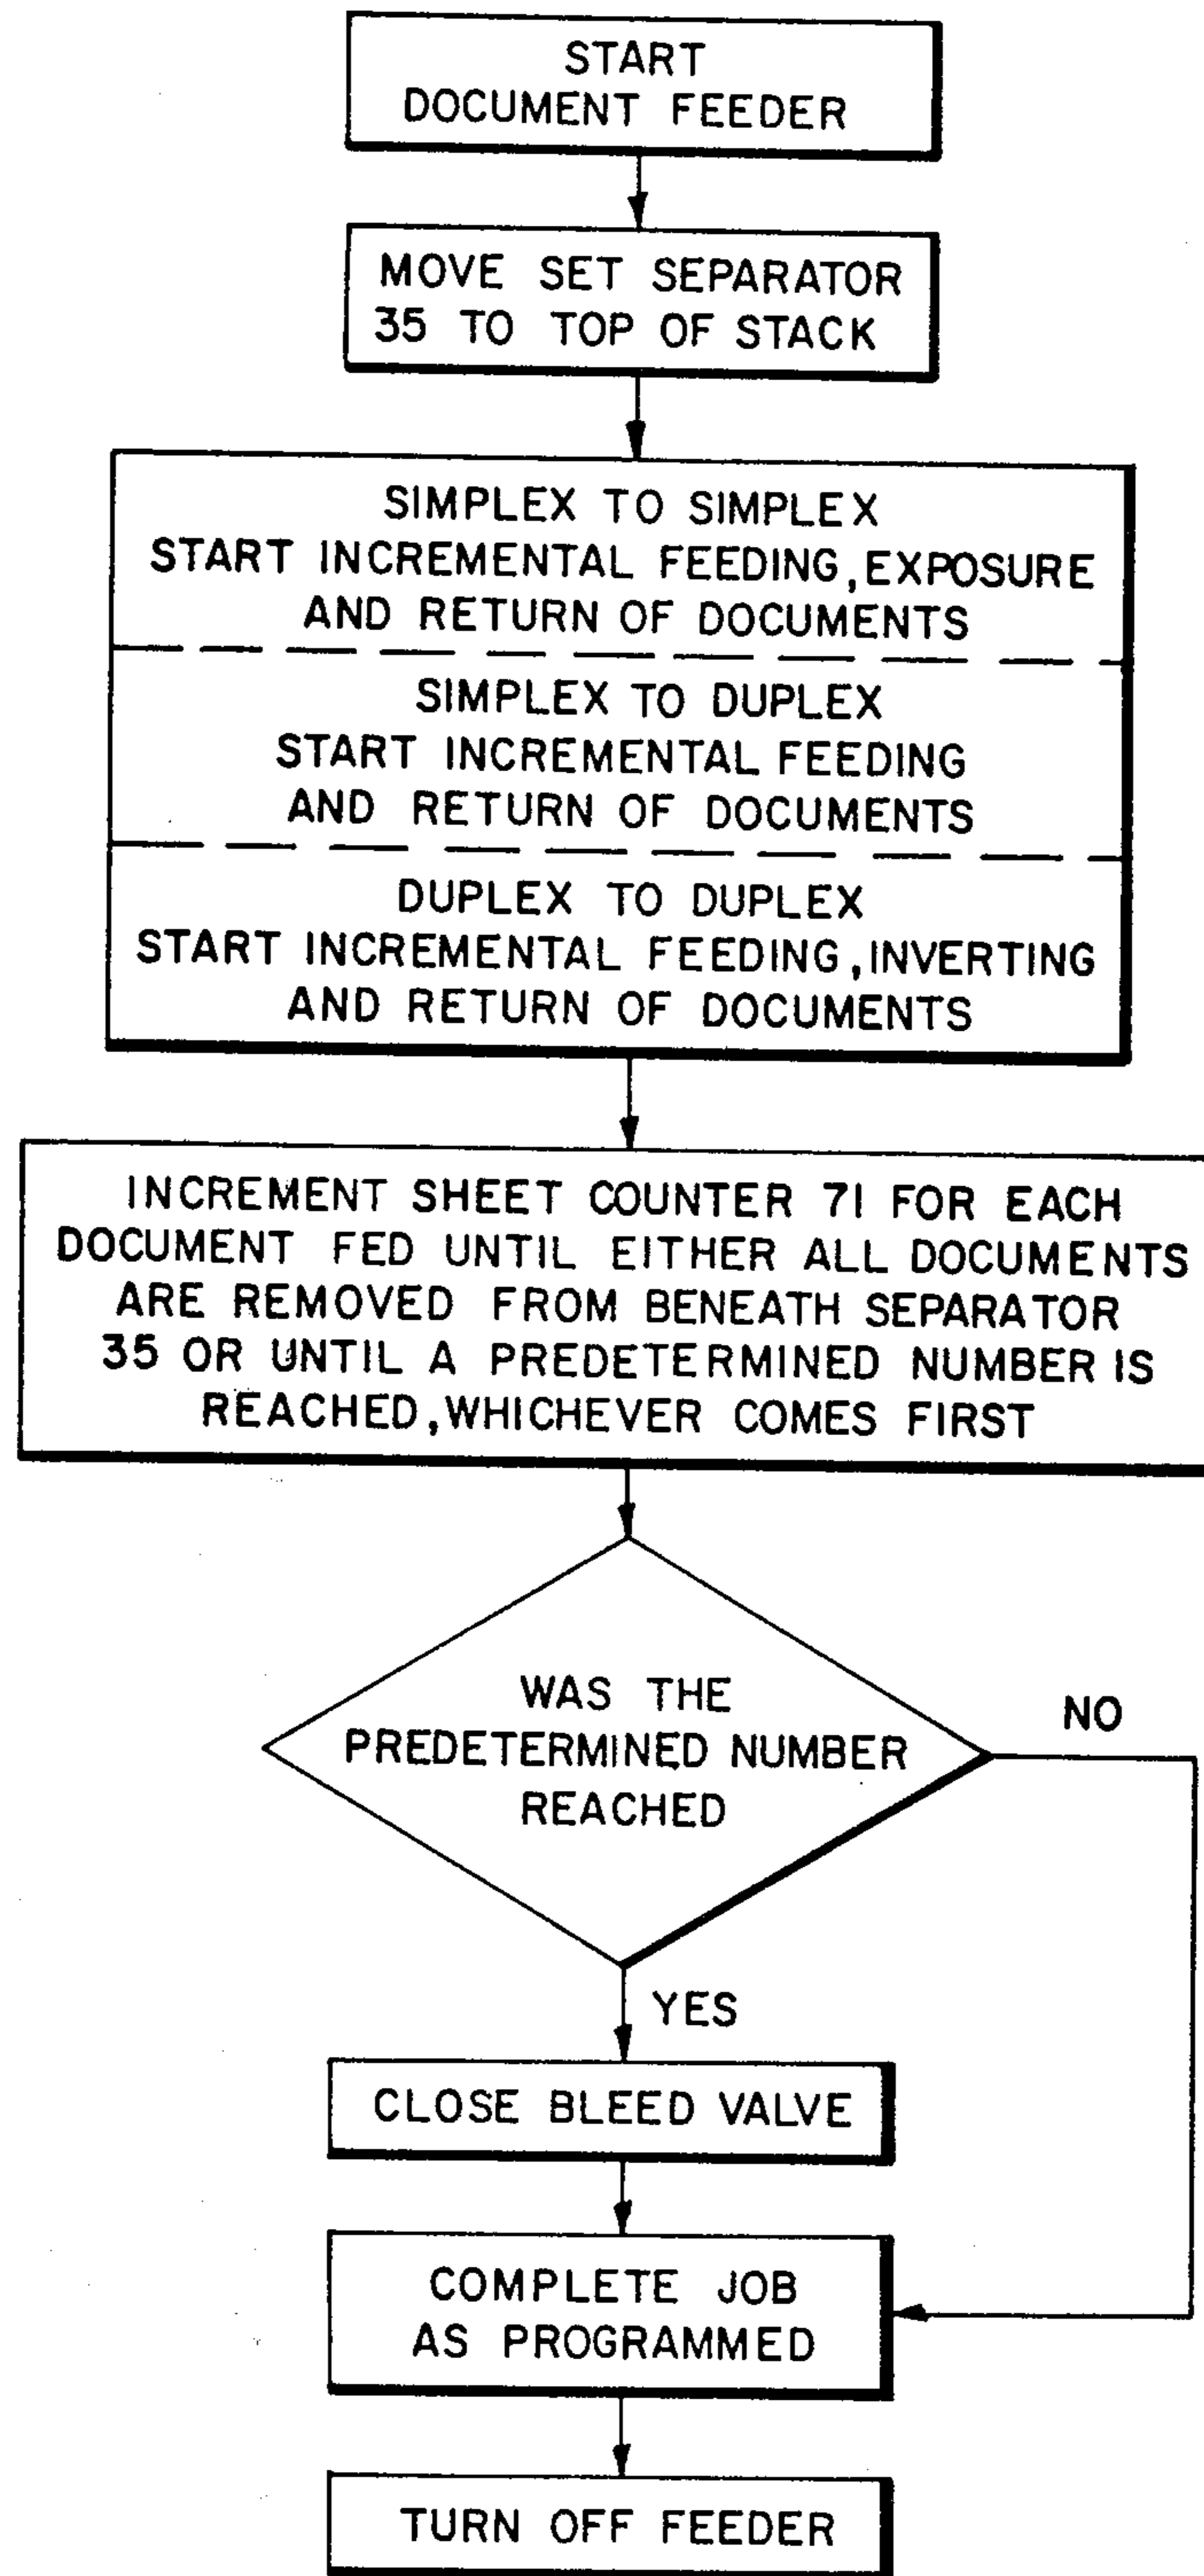 START
DOCUMENT FEEDER
MOVE SET SEPARATOR
35 TO TOP OF STACK
SIMPLEX TO SIMPLEX
START INCREMENTAL FEEDING, EXPOSURE
AND RETURN OF DOCUMENTS
SIMPLEX TO DUPLEX
START INCREMENTAL FEEDING
AND RETURN OF DOCUMENTS
DUPLEX TO DUPLEX
START INCREMENTAL FEEDING, INVERTING
AND RETURN OF DOCUMENTS
INCREMENT SHEET COUNTER 71 FOR EACH
DOCUMENT FED UNTIL EITHER ALL DOCUMENTS
ARE REMOVED FROM BENEATH SEPARATOR
35 OR UNTIL A PREDETERMINED NUMBER IS
REACHED, WHICHEVER COMES FIRST
WAS THE
PREDETERMINED NUMBER
REACHED
NO
YES
CLOSE BLEED VALVE
COMPLETE JOB
AS PROGRAMMED
TURN OFF FEEDER